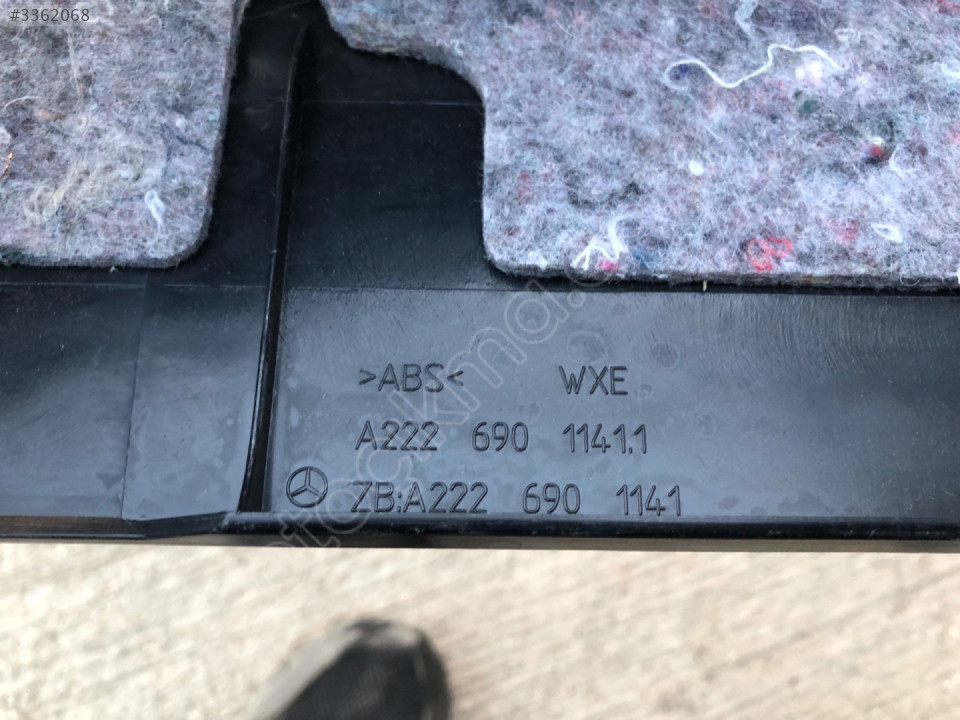 #3362068
>ABS< WXE
A222 690 1141.1
ZB:A222 690 1141